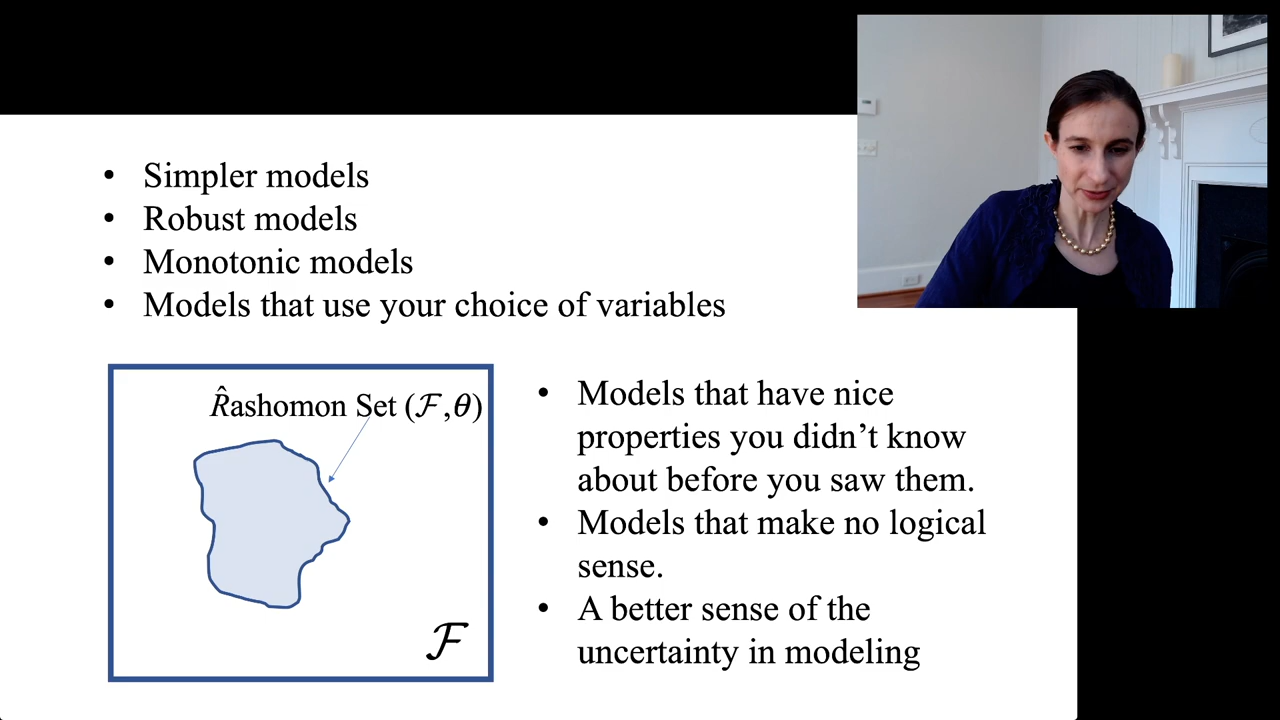 • Simpler models
• Robust models
• Monotonic models
• Models that use your choice of variables
R̂ashomon Set (ℱ,θ)
ℱ
• Models that have nice
properties you didn’t know
about before you saw them.
• Models that make no logical
sense.
• A better sense of the
uncertainty in modeling